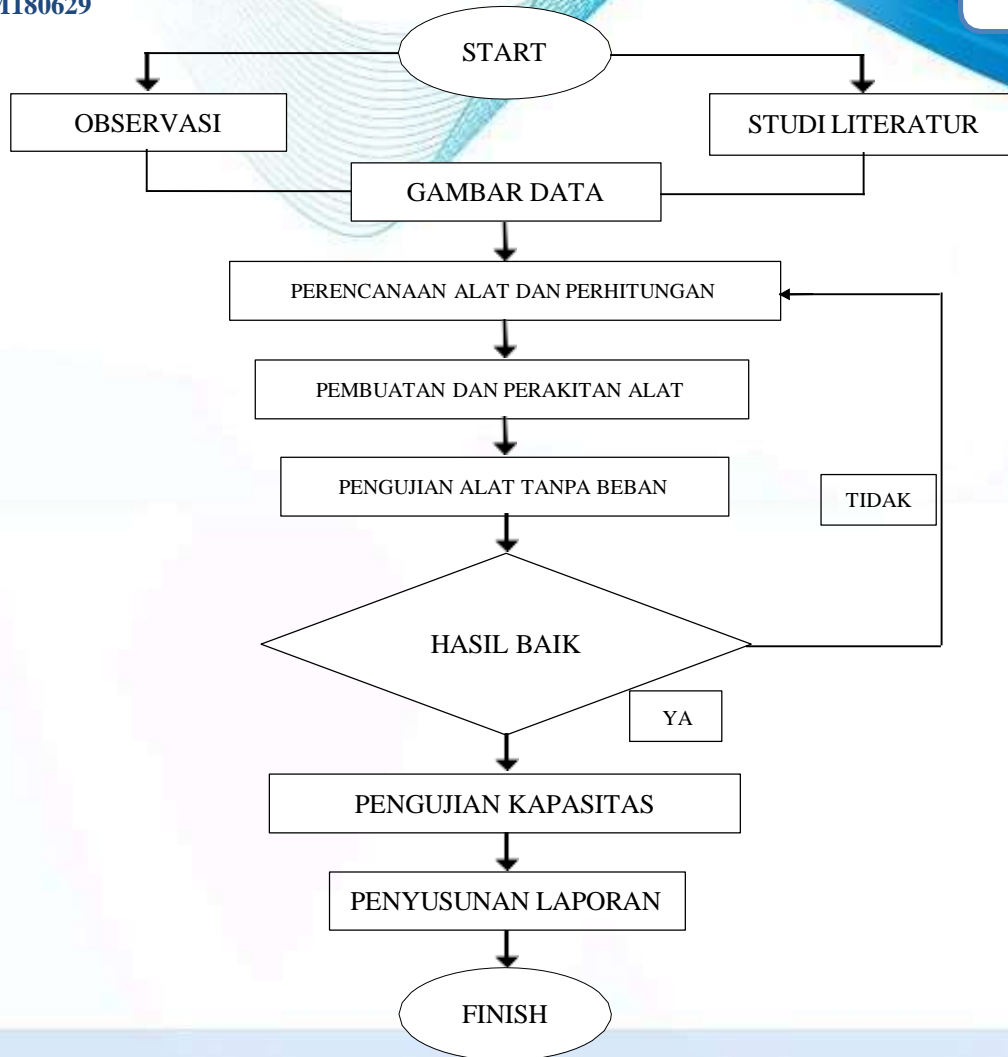 M180629
START
OBSERVASI
STUDI LITERATUR
GAMBAR DATA
PERENCANAAN ALAT DAN PERHITUNGAN
PEMBUATAN DAN PERAKITAN ALAT
PENGUJIAN ALAT TANPA BEBAN
TIDAK
HASIL BAIK
YA
PENGUJIAN KAPASITAS
PENYUSUNAN LAPORAN
FINISH